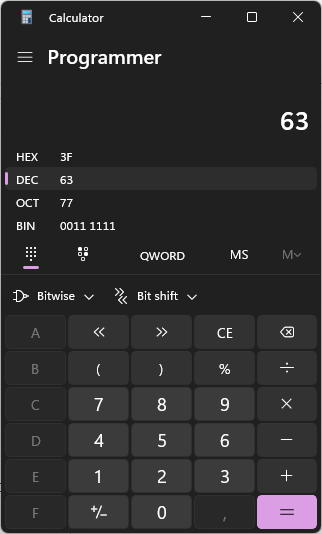 Calculator
Programmer
63
HEX 3F
DEC 63
OCT 77
BIN 0011 1111
QWORD MS M
Bitwise Bit shift
A << >> CE
B ( ) % ÷
C 7 8 9 ×
D 4 5 6 −
E 1 2 3 +
F +/− 0 , =